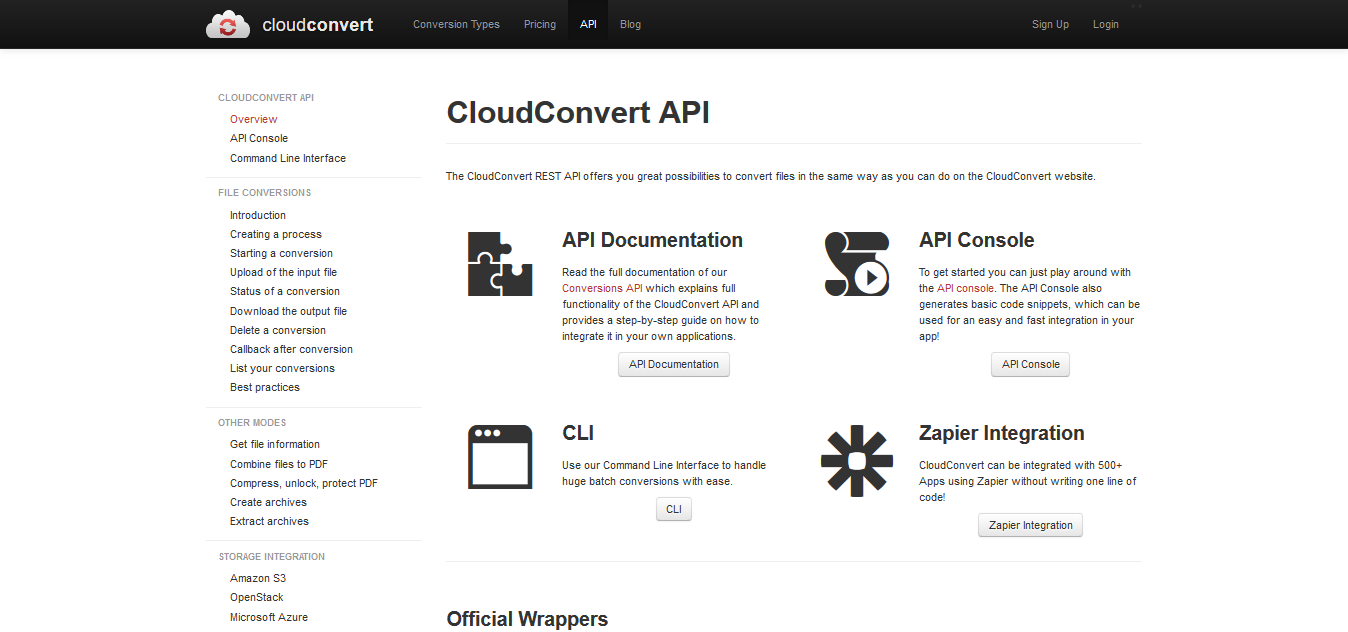 cloudconvert
Conversion Types
Pricing
API
Blog
Sign Up
Login
CLOUDCONVERT API
Overview
API Console
Command Line Interface
FILE CONVERSIONS
Introduction
Creating a process
Starting a conversion
Upload of the input file
Status of a conversion
Download the output file
Delete a conversion
Callback after conversion
List your conversions
Best practices
OTHER MODES
Get file information
Combine files to PDF
Compress, unlock, protect PDF
Create archives
Extract archives
STORAGE INTEGRATION
Amazon S3
OpenStack
Microsoft Azure
CloudConvert API
The CloudConvert REST API offers you great possibilities to convert files in the same way as you can do on the CloudConvert website.
API Documentation
Read the full documentation of our
Conversions API which explains full
functionality of the CloudConvert API and
provides a step-by-step guide on how to
integrate it in your own applications.
API Documentation
API Console
To get started you can just play around with
the API console. The API Console also
generates basic code snippets, which can be
used for an easy and fast integration in your
app!
API Console
CLI
Use our Command Line Interface to handle
huge batch conversions with ease.
CLI
Zapier Integration
CloudConvert can be integrated with 500+
Apps using Zapier without writing one line of
code!
Zapier Integration
Official Wrappers